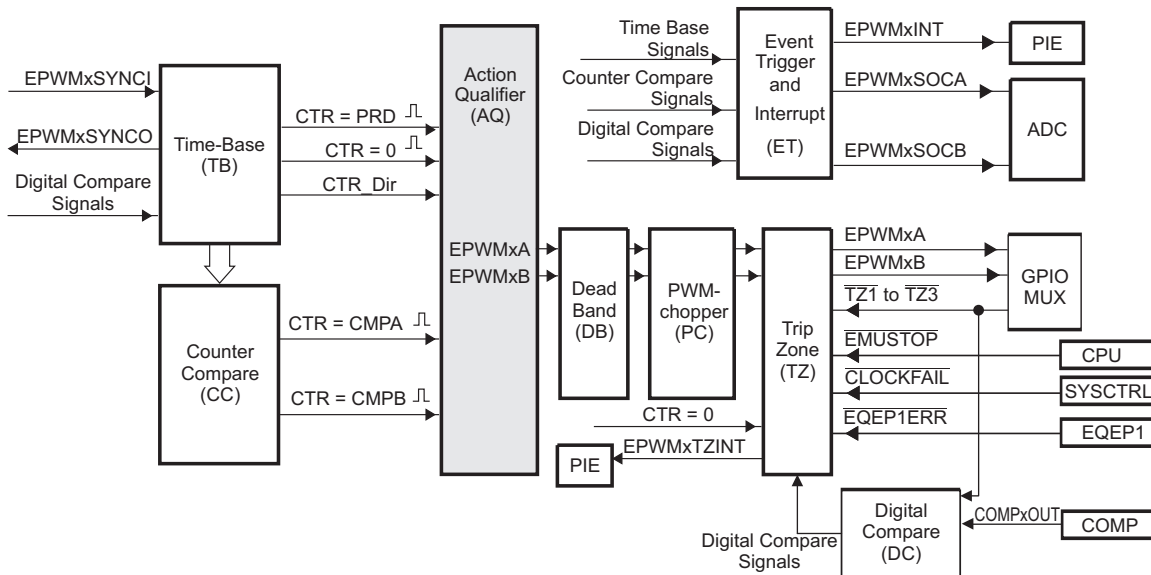 EPWMxSYNCI
EPWMxSYNCO
Digital Compare
Signals
Time-Base
(TB)
CTR = PRD
CTR = 0
CTR_Dir
Counter
Compare
(CC)
CTR = CMPA
CTR = CMPB
Action
Qualifier
(AQ)
EPWMxA
EPWMxB
Time Base
Signals
Counter Compare
Signals
Digital Compare
Signals
Event
Trigger
and
Interrupt
(ET)
EPWMxINT
EPWMxSOCA
EPWMxSOCB
PIE
ADC
Dead
Band
(DB)
PWM-
chopper
(PC)
CTR = 0
EPWMxTZINT
PIE
Trip
Zone
(TZ)
EPWMxA
EPWMxB
TZ1 to TZ3
EMUSTOP
CLOCKFAIL
EQEP1ERR
GPIO
MUX
CPU
SYSCTRL
EQEP1
Digital Compare
Signals
Digital
Compare
(DC)
COMPxOUT
COMP